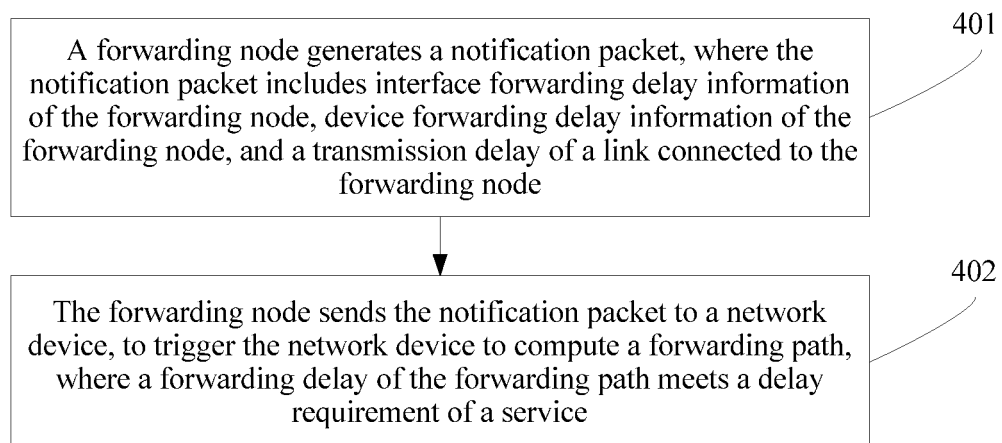 401
A forwarding node generates a notification packet, where the
notification packet includes interface forwarding delay information
of the forwarding node, device forwarding delay information of the
forwarding node, and a transmission delay of a link connected to the
forwarding node
402
The forwarding node sends the notification packet to a network
device, to trigger the network device to compute a forwarding path,
where a forwarding delay of the forwarding path meets a delay
requirement of a service